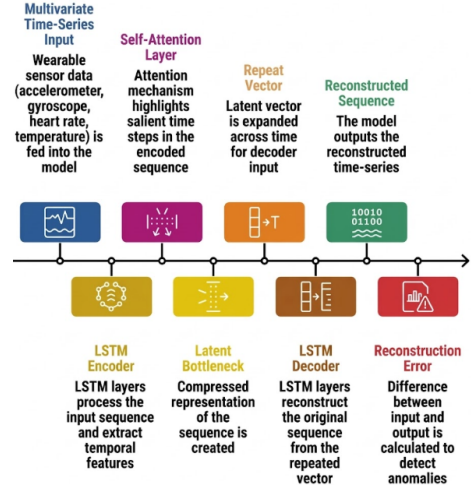 Multivariate
Time-Series
Input
Wearable
sensor data
(accelerometer,
gyroscope,
heart rate,
temperature) is
fed into the
model
Self-Attention
Layer
Attention
mechanism
highlights
salient time
steps in the
encoded
sequence
Repeat
Vector
Latent vector
is expanded
across time
for decoder
input
Reconstructed
Sequence
The model
outputs the
reconstructed
time-series
T
10010
01100
LSTM
Encoder
LSTM layers
process the
input sequence
and extract
temporal
features
Latent
Bottleneck
Compressed
representation
of the
sequence is
created
LSTM
Decoder
LSTM layers
reconstruct
the original
sequence
from the
repeated
vector
Reconstruction
Error
Difference
between
input and
output is
calculated to
detect
anomalies